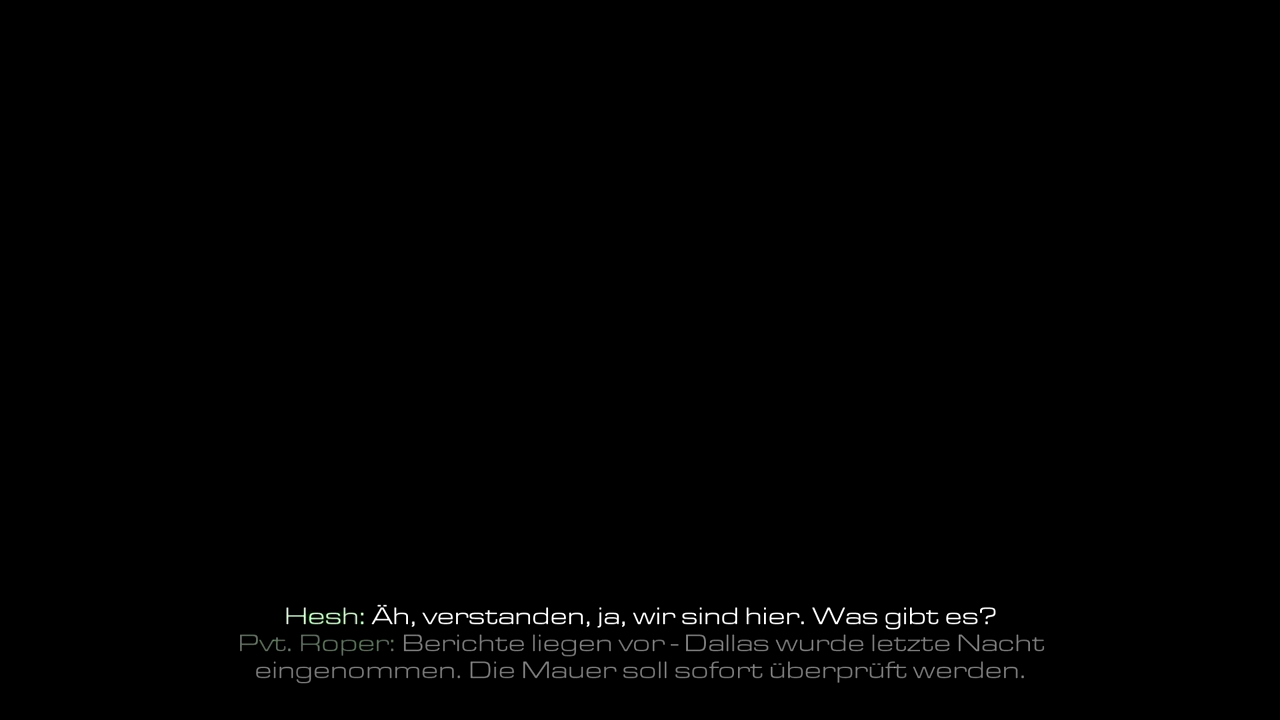 Hesh: Äh, verstanden, ja, wir sind hier. Was gibt es?
Pvt. Roper: Berichte liegen vor - Dallas wurde letzte Nacht
eingenommen. Die Mauer soll sofort überprüft werden.